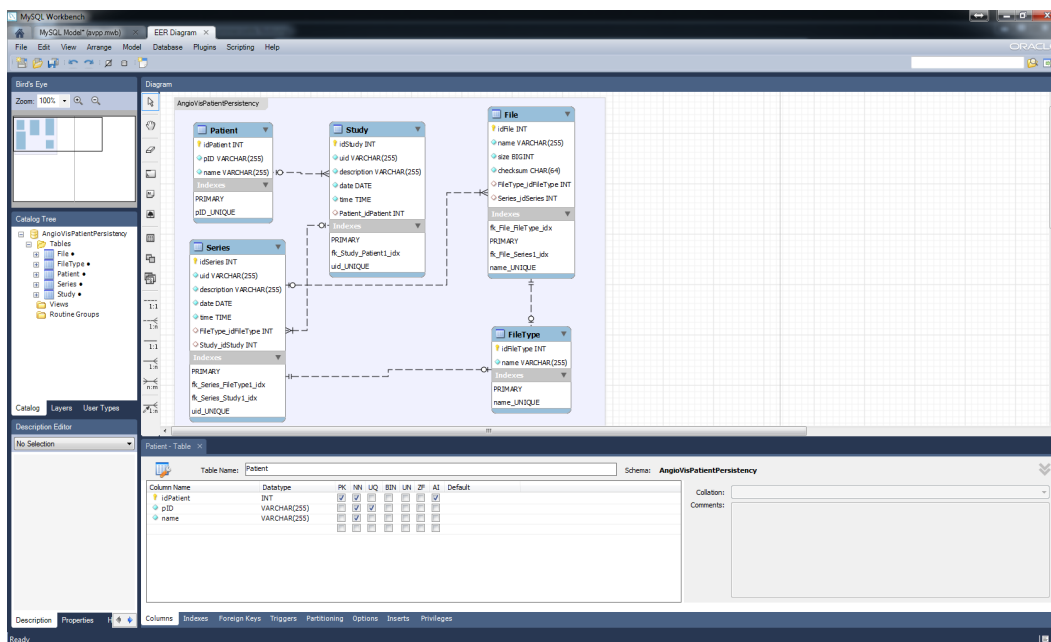 MySQL Workbench
MySQL Model* (avpp.mwb) × EER Diagram ×
File Edit View Arrange Model Database Plugins Scripting Help
ORACLE
Bird's Eye
Zoom: 100%
Diagram
AngioVisPatientPersistency
Patient
idPatient INT
pID VARCHAR(255)
name VARCHAR(255)
Indexes
PRIMARY
pID_UNIQUE
Study
idStudy INT
uid VARCHAR(255)
description VARCHAR(255)
date DATE
time TIME
Patient_idPatient INT
Indexes
PRIMARY
fk_Study_Patient1_idx
uid_UNIQUE
File
idFile INT
name VARCHAR(255)
size BIGINT
checksum CHAR(64)
FileType_idFileType INT
Series_idSeries INT
Indexes
PRIMARY
fk_File_FileType_idx
fk_File_Series1_idx
name_UNIQUE
Series
idSeries INT
uid VARCHAR(255)
description VARCHAR(255)
date DATE
time TIME
FileType_idFileType INT
Study_idStudy INT
Indexes
PRIMARY
fk_Series_FileType1_idx
fk_Series_Study1_idx
uid_UNIQUE
FileType
idFileType INT
name VARCHAR(255)
Indexes
PRIMARY
name_UNIQUE
1:1
1:n
1:1
1:n
n:m
1:n
Catalog Tree
AngioVisPatientPersistency
Tables
File
FileType
Patient
Series
Study
Views
Routine Groups
Catalog Layers User Types
Description Editor
No Selection
Description Properties H
Patient - Table ×
Table Name: Patient
Schema: AngioVisPatientPersistency
Column Name Datatype PK NN UQ BIN UN ZF AI Default
idPatient INT
pID VARCHAR(255)
name VARCHAR(255)
Collation:
Comments:
Columns Indexes Foreign Keys Triggers Partitioning Options Inserts Privileges
Ready